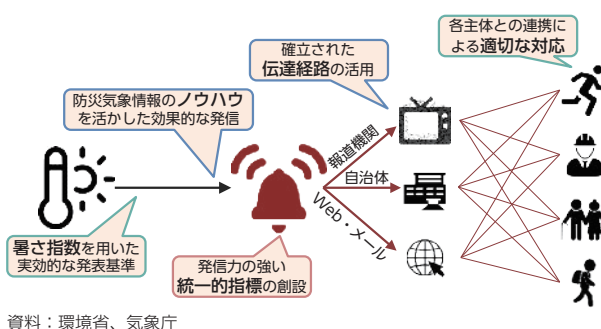 各主体との連携に
よる適切な対応
確立された
伝達経路の活用
防災気象情報のノウハウ
を活かした効果的な発信
報道機関
自治体
Web・メール
暑さ指数を用いた
実効的な発表基準
発信力の強い
統一的指標の創設
資料：環境省、気象庁